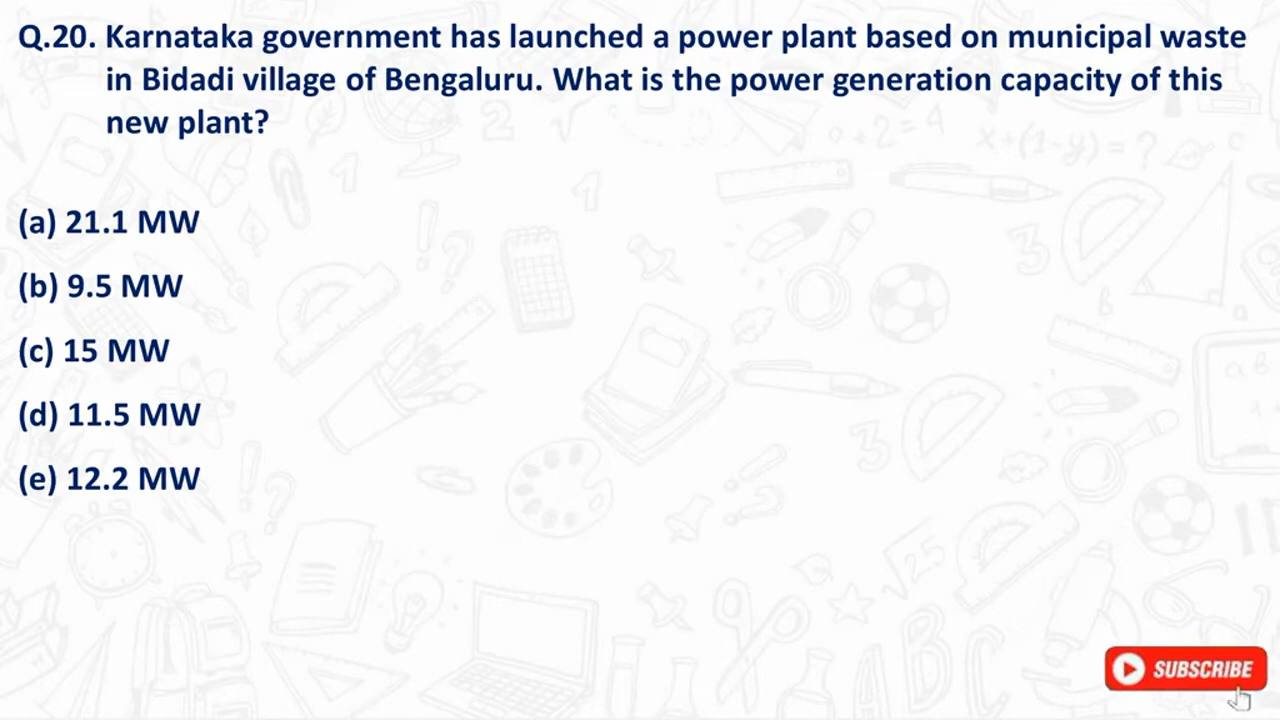 Q.20. Karnataka government has launched a power plant based on municipal waste
in Bidadi village of Bengaluru. What is the power generation capacity of this
new plant?
(a) 21.1 MW
(b) 9.5 MW
(c) 15 MW
(d) 11.5 MW
(e) 12.2 MW
SUBSCRIBE